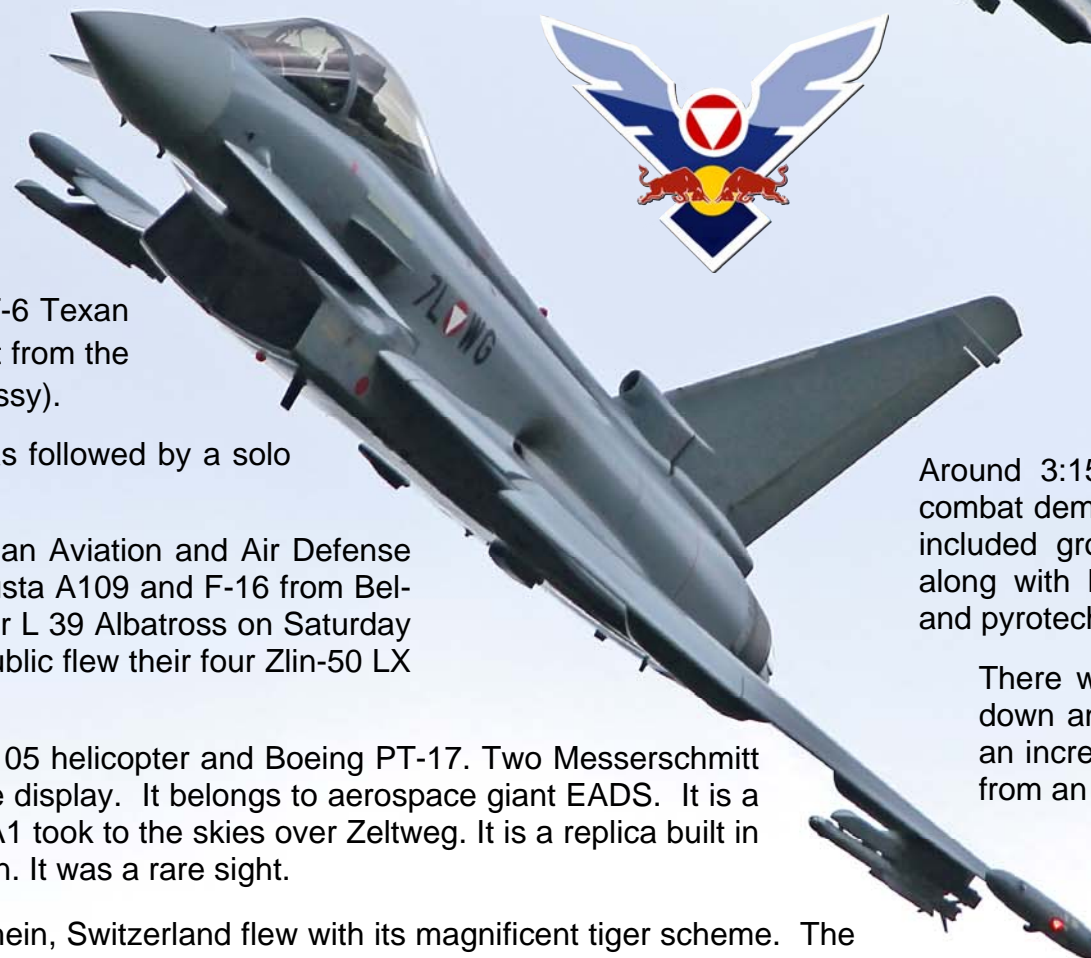 -6 Texan
from the
ssy).
s followed by a solo
an Aviation and Air Defense
usta A109 and F-16 from Bel-
r L 39 Albatross on Saturday
ublic flew their four Zlin-50 LX
05 helicopter and Boeing PT-17. Two Messerschmitt
e display. It belongs to aerospace giant EADS. It is a
A1 took to the skies over Zeltweg. It is a replica built in
n. It was a rare sight.
nein, Switzerland flew with its magnificent tiger scheme. The
7L WG
Around 3:15
combat dem
included gro
along with
and pyrotech
There w
down an
an incre
from an